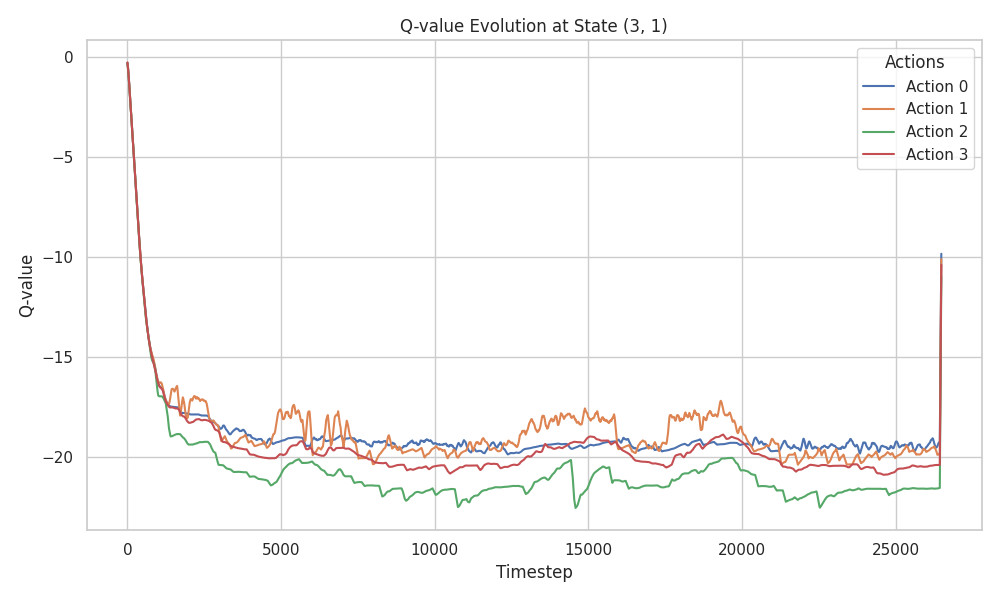 Q-value Evolution at State (3, 1)
Actions
Action 0
Action 1
Action 2
Action 3
Q-value
0
−5
−10
−15
−20
0
5000
10000
15000
20000
25000
Timestep